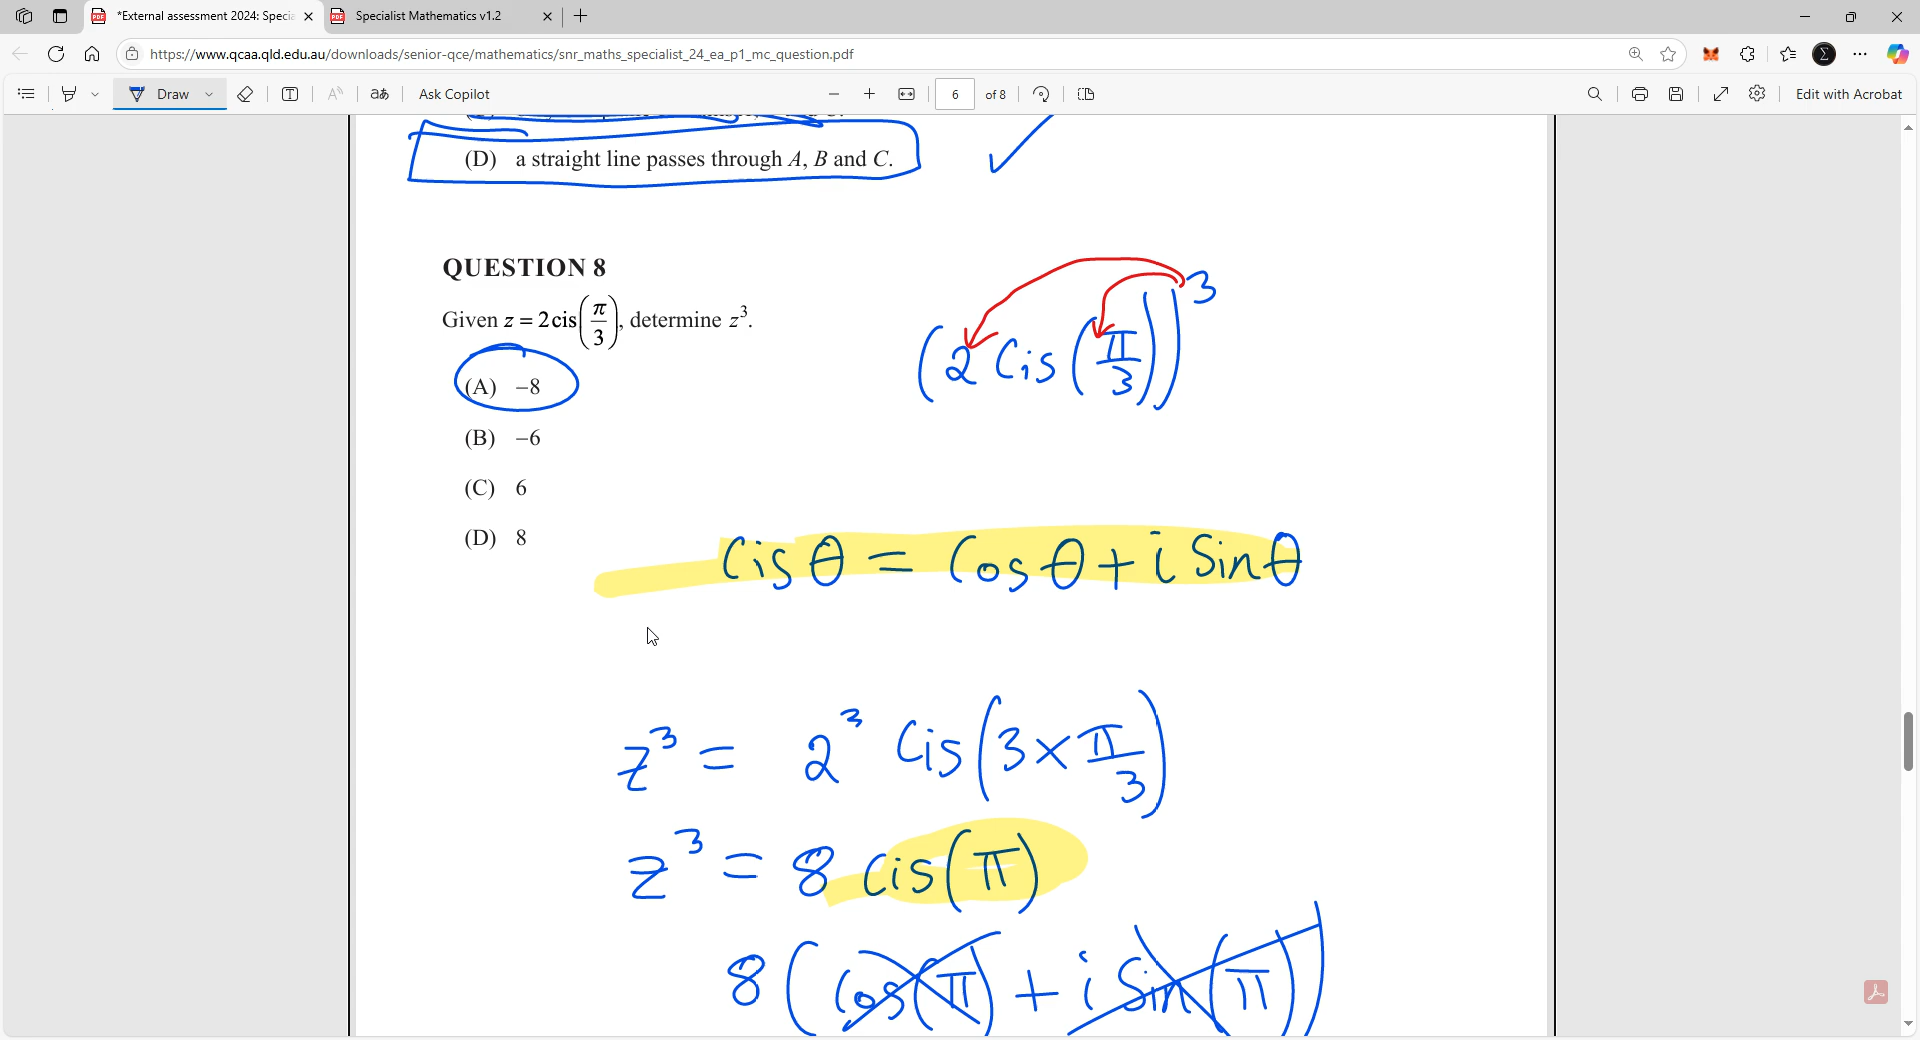 *External assessment 2024: Specia
Specialist Mathematics v1.2
https://www.qcaa.qld.edu.au/downloads/senior-qce/mathematics/snr_maths_specialist_24_ea_p1_mc_question.pdf
Draw
Ask Copilot
6 of 8
Edit with Acrobat
(D) a straight line passes through A, B and C.
QUESTION 8
Given z = 2cis(π/3), determine z³.
(2 Cis(π/3))³
(A) −8
(B) −6
(C) 6
(D) 8
Cis θ = Cos θ + i Sin θ
z³ = 2³ Cis(3 × π/3)
z³ = 8 Cis(π)
8 (Cos(π) + i Sin(π))